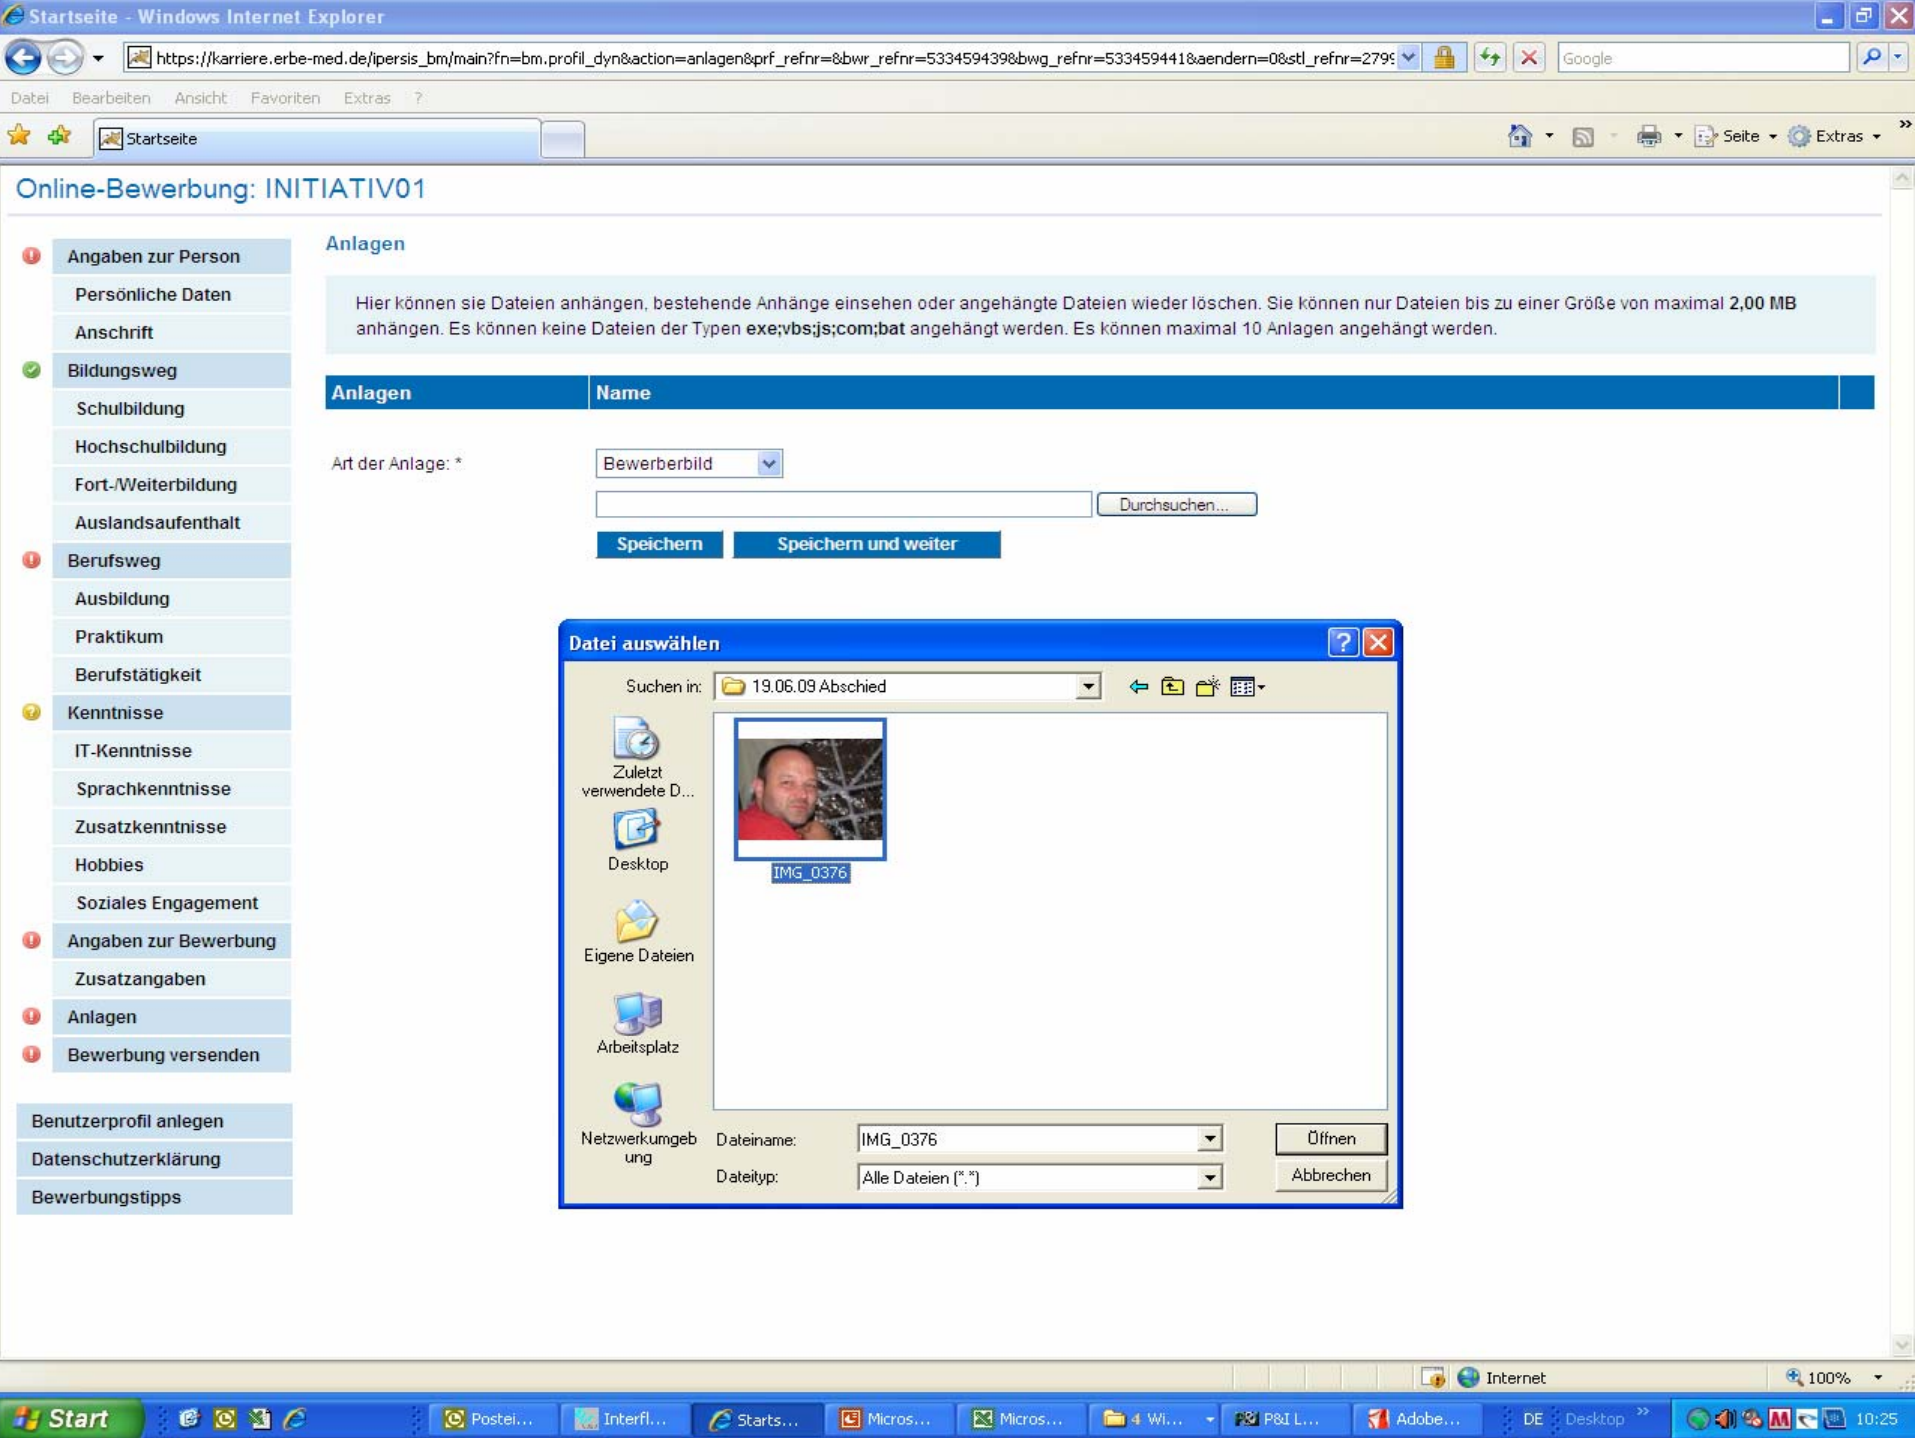 Startseite - Windows Internet Explorer
https://karriere.erbe-med.de/ipersis_bm/main?fn=bm.profil_dyn&action=anlagen&prf_refnr=&bwr_refnr=533459439&bwg_refnr=533459441&aendern=0&stl_refnr=2799
Google
Datei Bearbeiten Ansicht Favoriten Extras ?
Startseite
Seite Extras »
Online-Bewerbung: INITIATIV01
Angaben zur Person
Persönliche Daten
Anschrift
Bildungsweg
Schulbildung
Hochschulbildung
Fort-/Weiterbildung
Auslandsaufenthalt
Berufsweg
Ausbildung
Praktikum
Berufstätigkeit
Kenntnisse
IT-Kenntnisse
Sprachkenntnisse
Zusatzkenntnisse
Hobbies
Soziales Engagement
Angaben zur Bewerbung
Zusatzangaben
Anlagen
Bewerbung versenden
Benutzerprofil anlegen
Datenschutzerklärung
Bewerbungstipps
Anlagen
Hier können sie Dateien anhängen, bestehende Anhänge einsehen oder angehängte Dateien wieder löschen. Sie können nur Dateien bis zu einer Größe von maximal 2,00 MB
anhängen. Es können keine Dateien der Typen exe;vbs;js;com;bat angehängt werden. Es können maximal 10 Anlagen angehängt werden.
Anlagen Name
Art der Anlage: * Bewerberbild
Durchsuchen...
Speichern Speichern und weiter
Datei auswählen
Suchen in: 19.06.09 Abschied
Zuletzt
verwendete D...
Desktop
Eigene Dateien
Arbeitsplatz
Netzwerkumgeb
ung
IMG_0376
Dateiname: IMG_0376 Öffnen
Dateityp: Alle Dateien (*.*) Abbrechen
Internet 100%
Start Postei... Interfl... Starts... Micros... Micros... 4 Wi... P&I L... Adobe... DE Desktop » 10:25